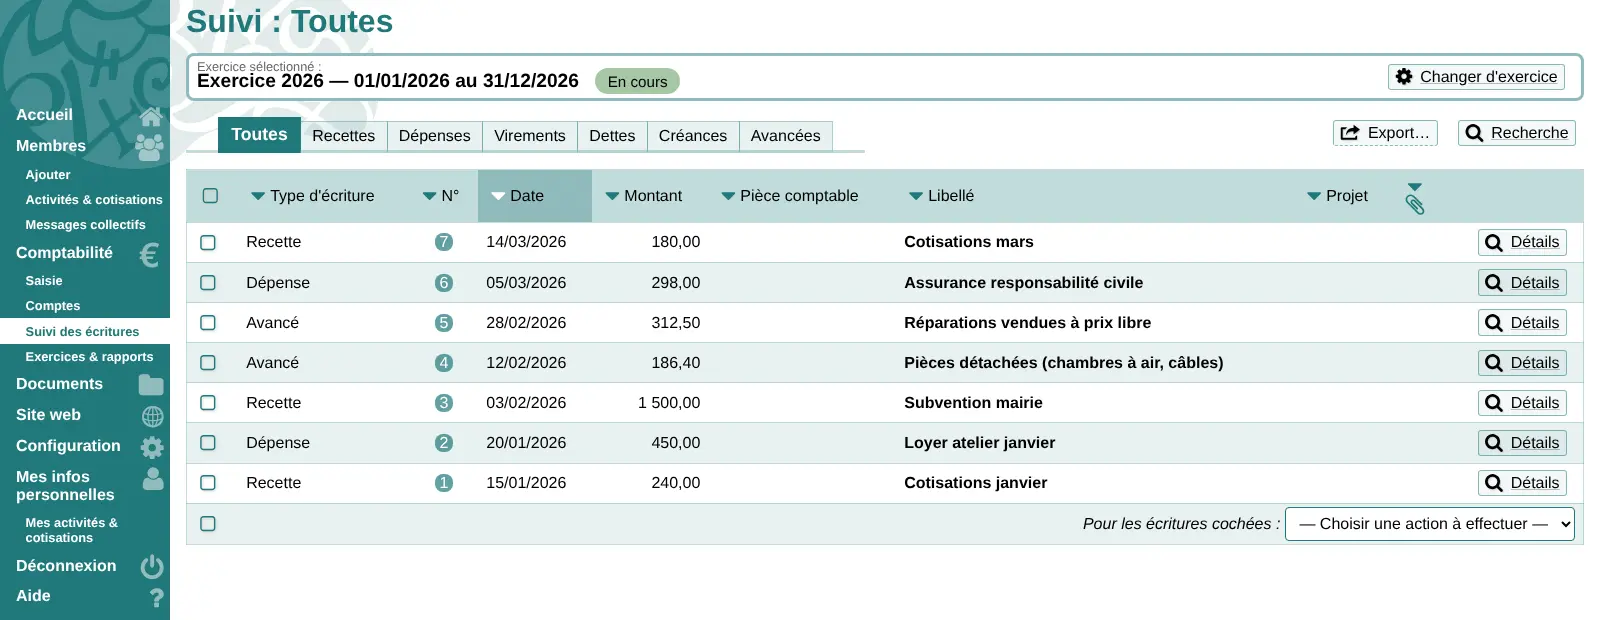 Suivi : Toutes
Exercice sélectionné :
Exercice 2026 — 01/01/2026 au 31/12/2026 En cours
Changer d'exercice
Accueil
Membres
Ajouter
Activités & cotisations
Messages collectifs
Comptabilité
Saisie
Comptes
Suivi des écritures
Exercices & rapports
Documents
Site web
Configuration
Mes infos
personnelles
Mes activités &
cotisations
Déconnexion
Aide
Toutes Recettes Dépenses Virements Dettes Créances Avancées
Export… Recherche
Type d'écriture N° Date Montant Pièce comptable Libellé Projet
Recette 7 14/03/2026 180,00 Cotisations mars Détails
Dépense 6 05/03/2026 298,00 Assurance responsabilité civile Détails
Avancé 5 28/02/2026 312,50 Réparations vendues à prix libre Détails
Avancé 4 12/02/2026 186,40 Pièces détachées (chambres à air, câbles) Détails
Recette 3 03/02/2026 1 500,00 Subvention mairie Détails
Dépense 2 20/01/2026 450,00 Loyer atelier janvier Détails
Recette 1 15/01/2026 240,00 Cotisations janvier Détails
Pour les écritures cochées : — Choisir une action à effectuer —